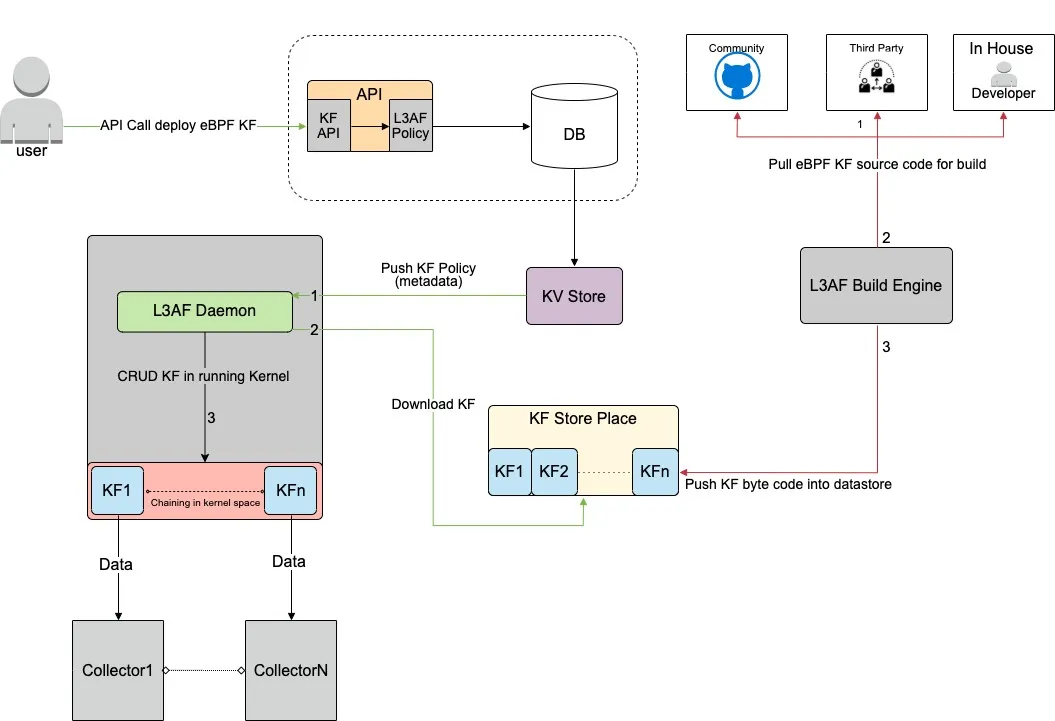 Community
Third Party
In House
Developer
API
KF
API
L3AF
Policy
DB
user
API Call deploy eBPF KF
1
Pull eBPF KF source code for build
2
L3AF Build Engine
3
Push KF Policy
(metadata)
1
KV Store
L3AF Daemon
2
CRUD KF in running Kernel
3
Download KF
KF Store Place
KF1
KF2
KFn
Push KF byte code into datastore
KF1
Chaining in kernel space
KFn
Data
Data
Collector1
CollectorN